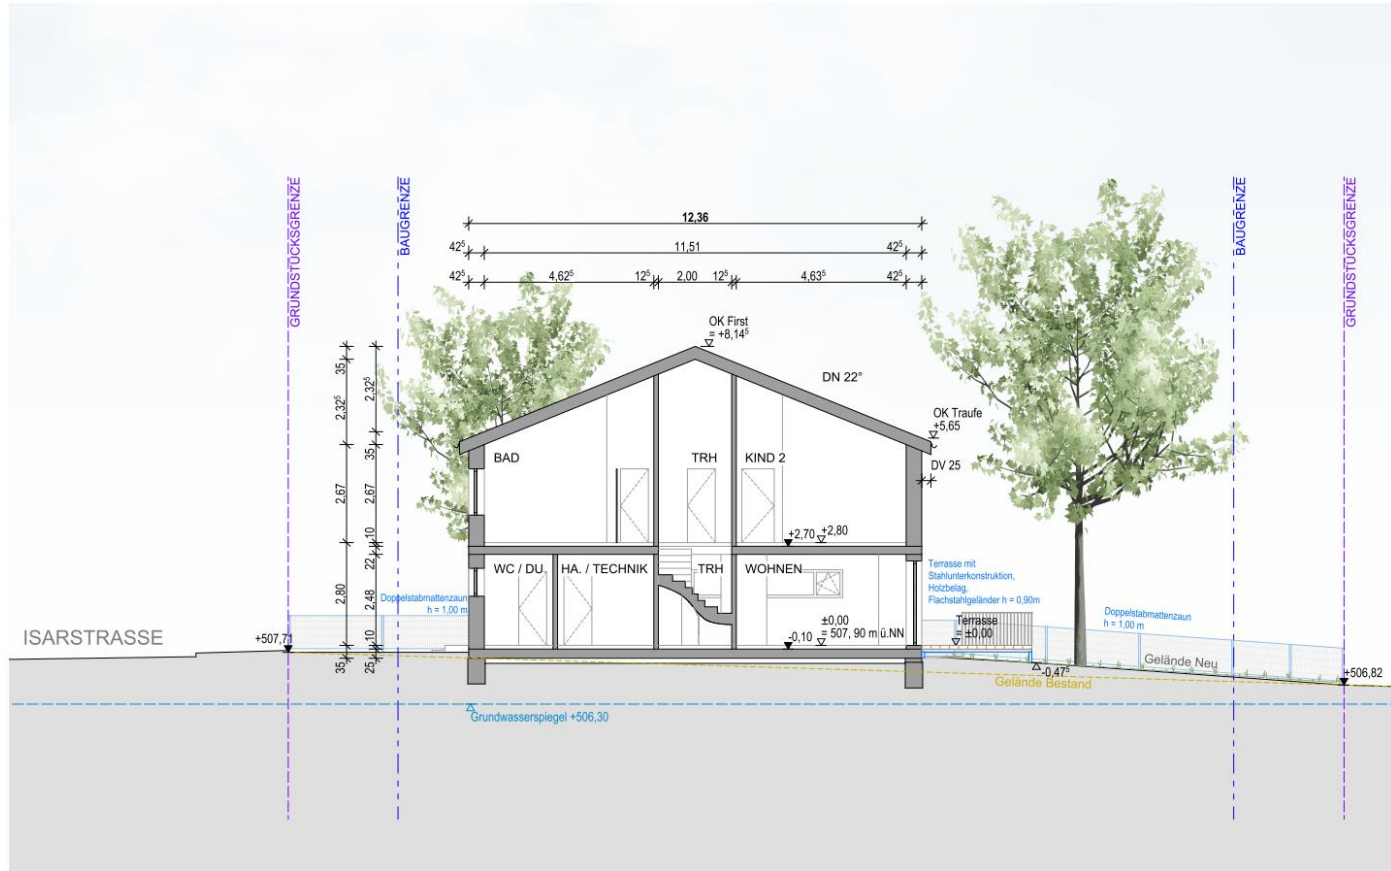 GRUNDSTÜCKSGRENZE
BAUGRENZE
BAUGRENZE
GRUNDSTÜCKSGRENZE
12,36
42⁵
11,51
42⁵
42⁵
4,62⁵
12⁵
2,00
12⁵
4,63⁵
42⁵
OK First
= +8,14⁵
DN 22°
OK Traufe
+5,65
DV 25
35
2,32⁵
2,67
2,80
35
2,32⁵
35
2,67
10
22
2,48
10
25
BAD
TRH
KIND 2
+2,70
+2,80
WC / DU
HA. / TECHNIK
TRH
WOHNEN
±0,00
= 507, 90 m ü.NN
-0,10
Terrasse mit
Stahlunterkonstruktion,
Holzbelag,
Flachstahlgeländer h = 0,90m
Terrasse
= ±0,00
Doppelstabmattenzaun
h = 1,00 m
Doppelstabmattenzaun
h = 1,00 m
ISARSTRASSE
+507,71
-0,47⁵
Gelände Neu
Gelände Bestand
+506,82
Grundwasserspiegel +506,30